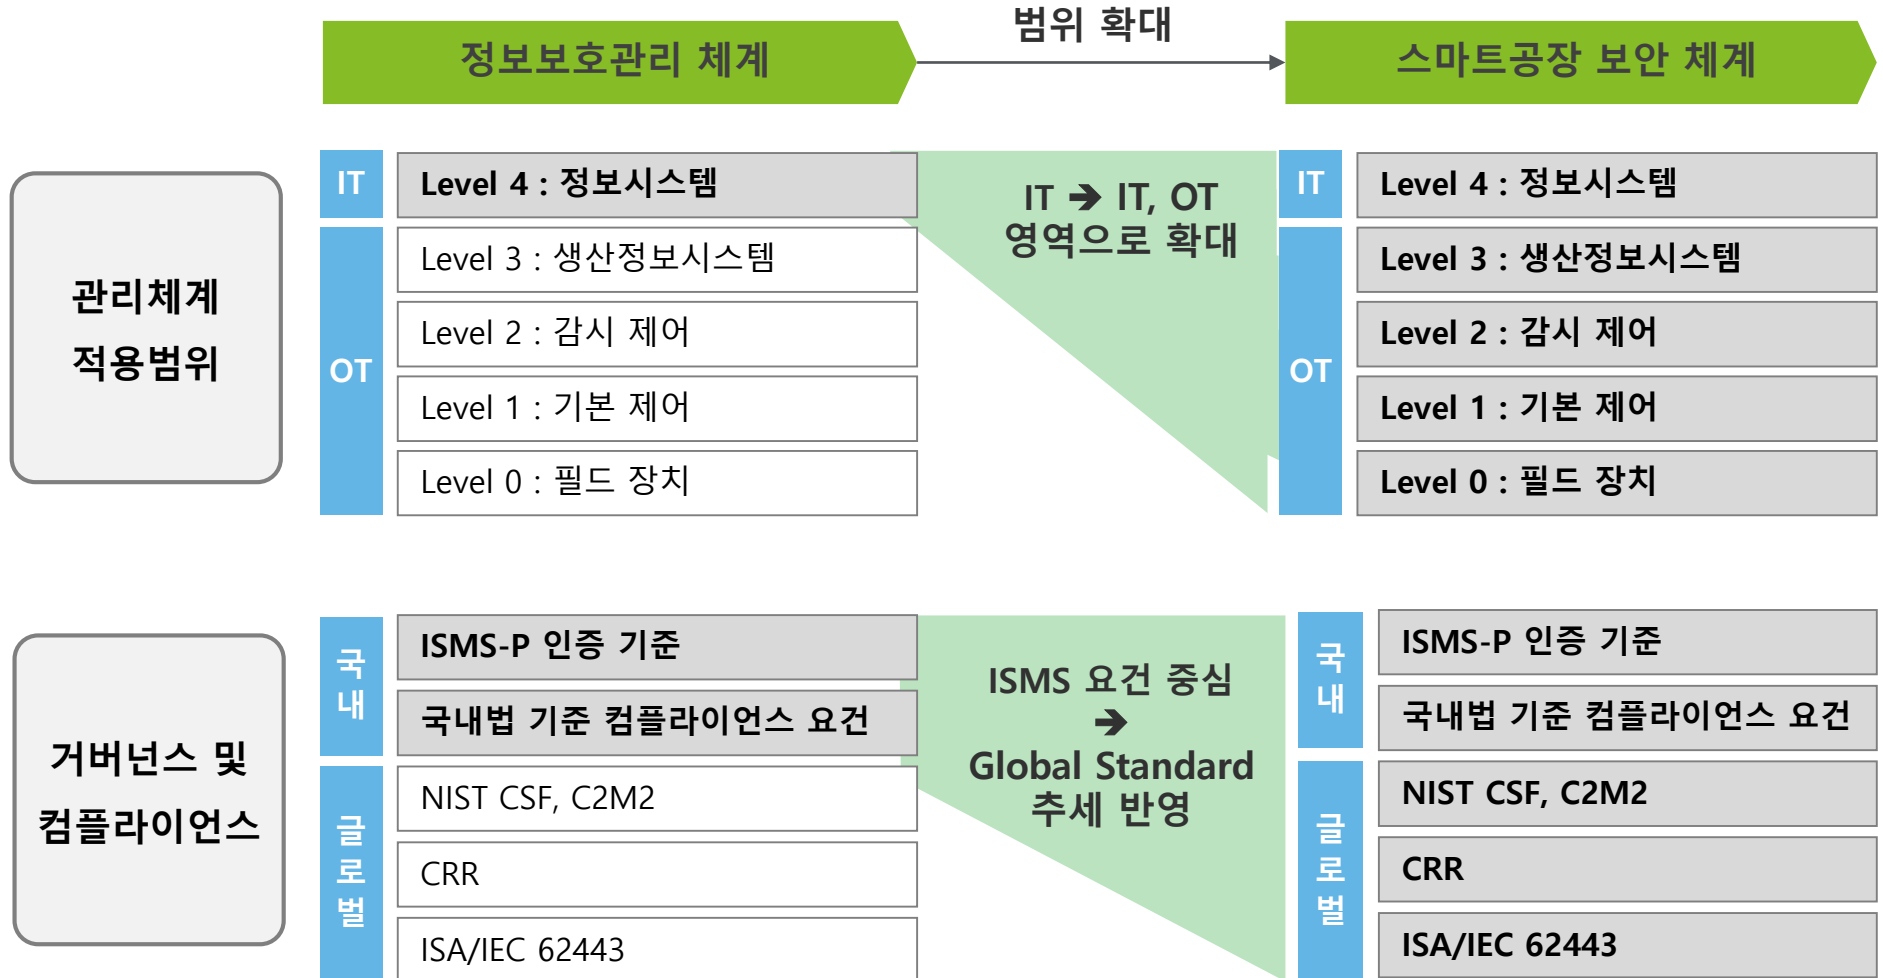 범위 확대
정보보호관리 체계
스마트공장 보안 체계
관리체계
적용범위
IT
Level 4 : 정보시스템
OT
Level 3 : 생산정보시스템
Level 2 : 감시 제어
Level 1 : 기본 제어
Level 0 : 필드 장치
IT ➔ IT, OT
영역으로 확대
IT
Level 4 : 정보시스템
OT
Level 3 : 생산정보시스템
Level 2 : 감시 제어
Level 1 : 기본 제어
Level 0 : 필드 장치
거버넌스 및
컴플라이언스
국
내
ISMS-P 인증 기준
국내법 기준 컴플라이언스 요건
글
로
벌
NIST CSF, C2M2
CRR
ISA/IEC 62443
ISMS 요건 중심
➔
Global Standard
추세 반영
국
내
ISMS-P 인증 기준
국내법 기준 컴플라이언스 요건
글
로
벌
NIST CSF, C2M2
CRR
ISA/IEC 62443